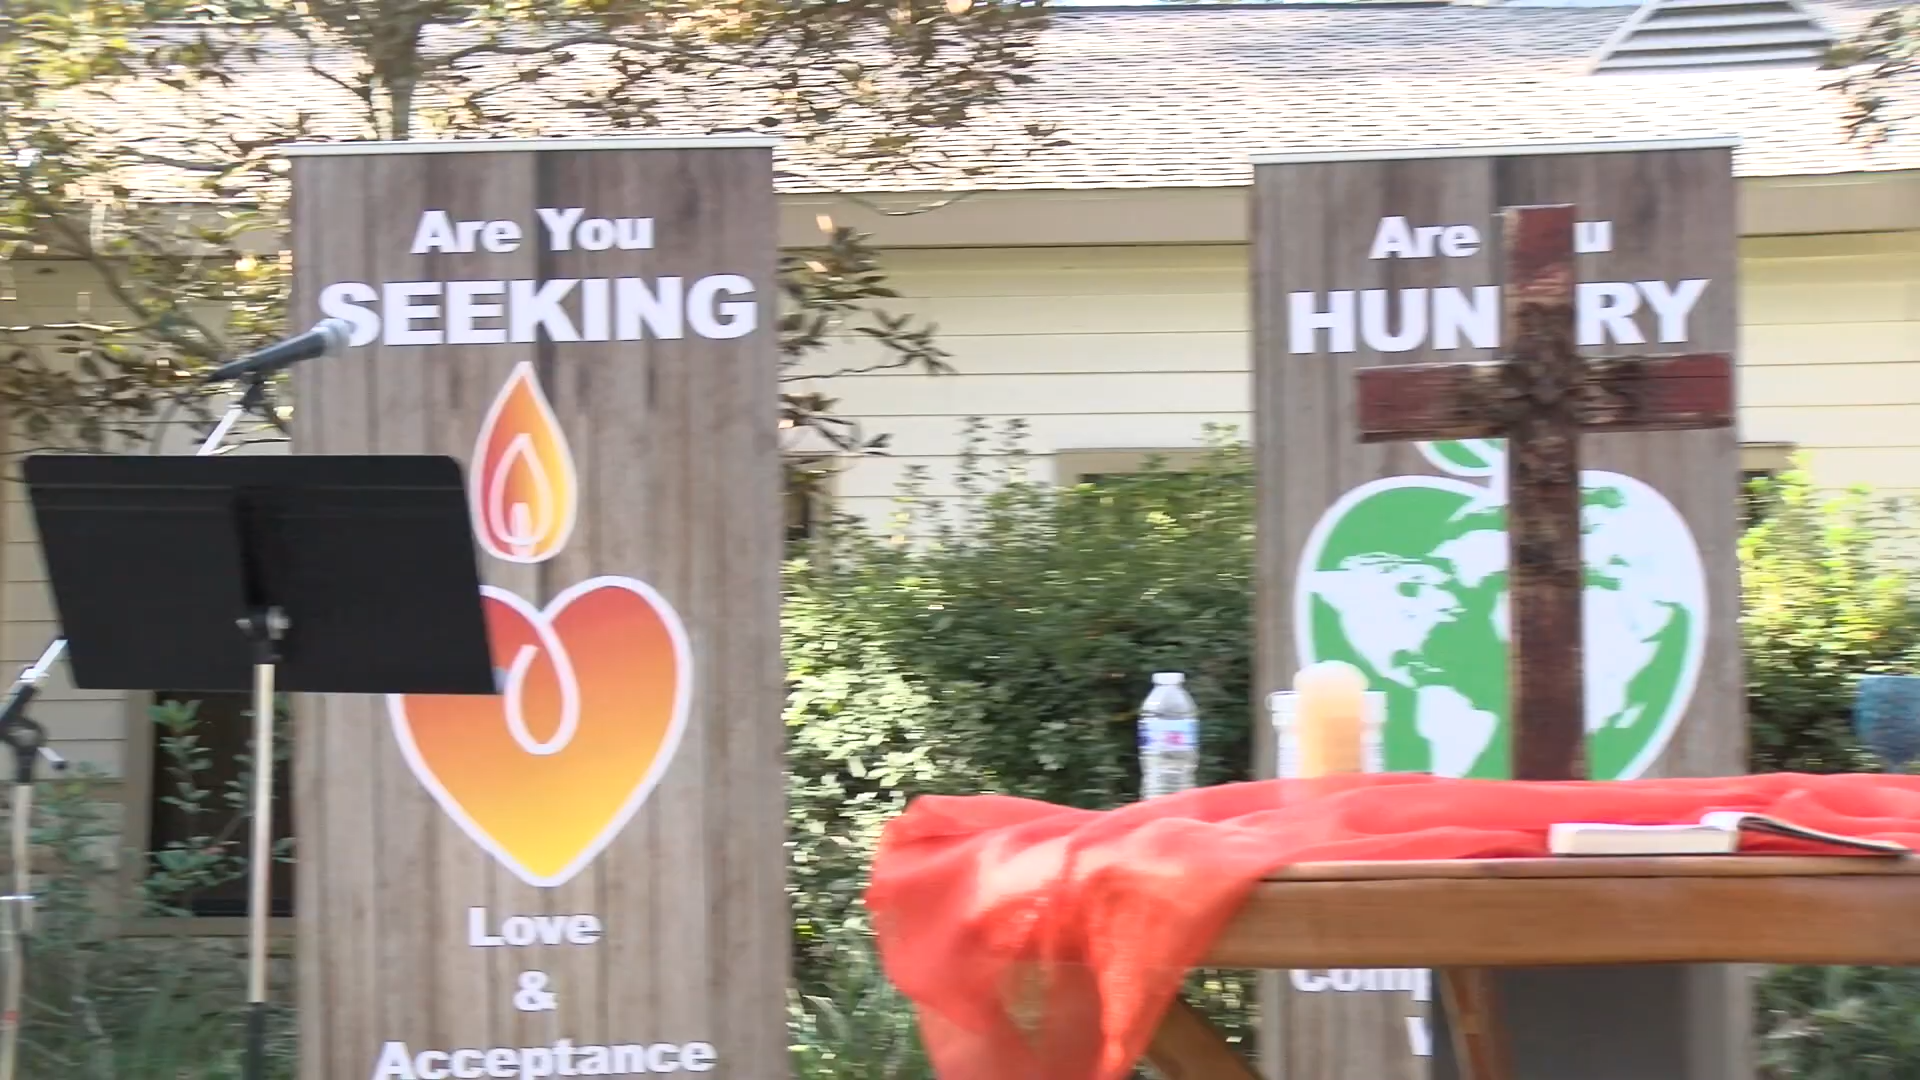 Are You
SEEKING
Love
&
Acceptance
Are
HUN RY